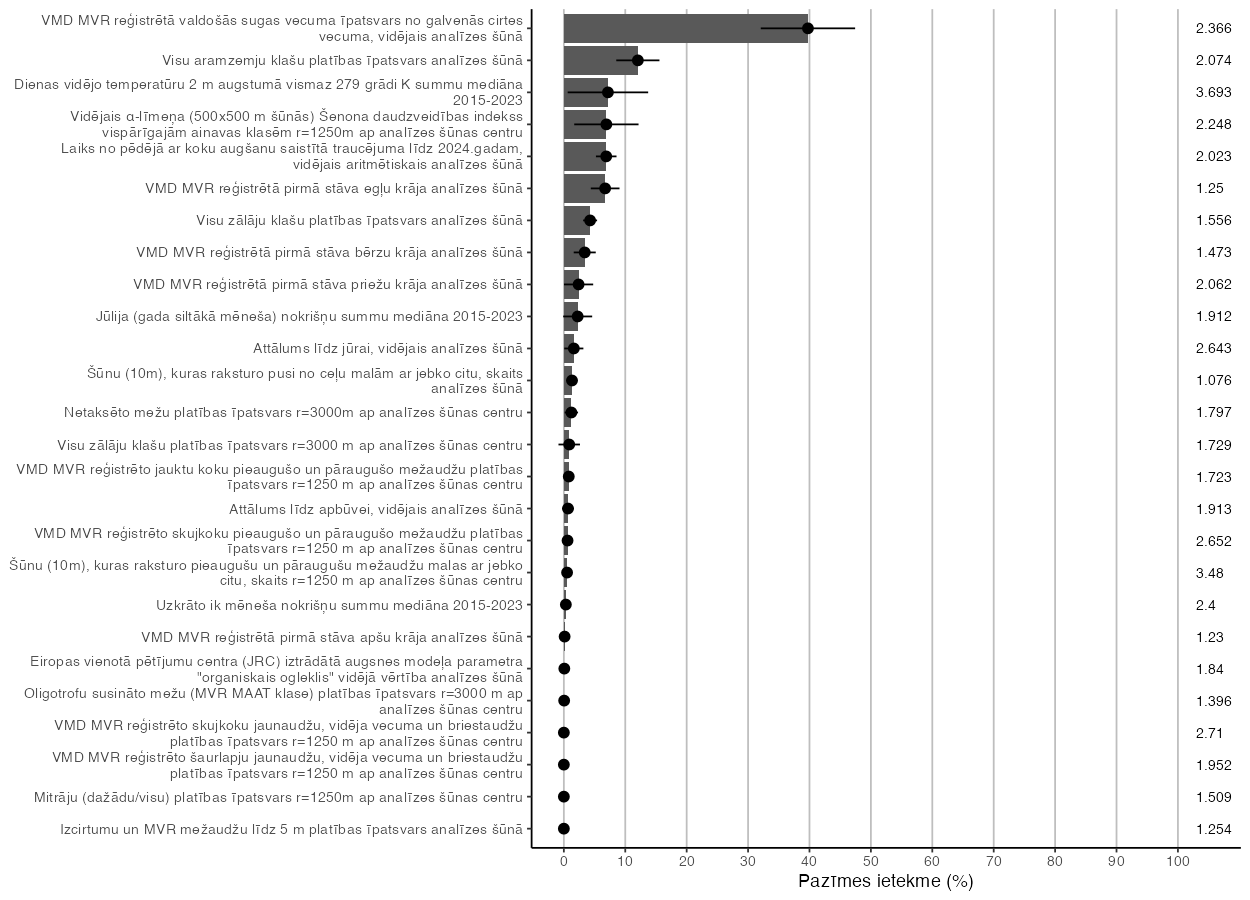 VMD MVR reģistrētā valdošās sugas vecuma īpatsvars no galvenās cirtes
vecuma, vidējais analīzes šūnā
2.366
Visu aramzemju klašu platības īpatsvars analīzes šūnā
2.074
Dienas vidējo temperatūru 2 m augstumā vismaz 279 grādi K summu mediāna
2015-2023
3.693
Vidējais α-līmeņa (500x500 m šūnās) Šenona daudzveidības indekss
vispārīgajām ainavas klasēm r=1250m ap analīzes šūnas centru
2.248
Laiks no pēdējā ar koku augšanu saistītā traucējuma līdz 2024.gadam,
vidējais aritmētiskais analīzes šūnā
2.023
VMD MVR reģistrētā pirmā stāva egļu krāja analīzes šūnā
1.25
Visu zālāju klašu platības īpatsvars analīzes šūnā
1.556
VMD MVR reģistrētā pirmā stāva bērzu krāja analīzes šūnā
1.473
VMD MVR reģistrētā pirmā stāva priežu krāja analīzes šūnā
2.062
Jūlija (gada siltākā mēneša) nokrišņu summu mediāna 2015-2023
1.912
Attālums līdz jūrai, vidējais analīzes šūnā
2.643
Šūnu (10m), kuras raksturo pusi no ceļu malām ar jebko citu, skaits
analīzes šūnā
1.076
Netaksēto mežu platības īpatsvars r=3000m ap analīzes šūnas centru
1.797
Visu zālāju klašu platības īpatsvars r=3000 m ap analīzes šūnas centru
1.729
VMD MVR reģistrēto jauktu koku pieaugušo un pāraugušo mežaudžu platības
īpatsvars r=1250 m ap analīzes šūnas centru
1.723
Attālums līdz apbūvei, vidējais analīzes šūnā
1.913
VMD MVR reģistrēto skujkoku pieaugušo un pāraugušo mežaudžu platības
īpatsvars r=1250 m ap analīzes šūnas centru
2.652
Šūnu (10m), kuras raksturo pieaugušu un pāraugušu mežaudžu malas ar jebko
citu, skaits r=1250 m ap analīzes šūnas centru
3.48
Uzkrāto ik mēneša nokrišņu summu mediāna 2015-2023
2.4
VMD MVR reģistrētā pirmā stāva apšu krāja analīzes šūnā
1.23
Eiropas vienotā pētījumu centra (JRC) iztrādātā augsnes modeļa parametra
"organiskais ogleklis" vidējā vērtība analīzes šūnā
1.84
Oligotrofu susināto mežu (MVR MAAT klase) platības īpatsvars r=3000 m ap
analīzes šūnas centru
1.396
VMD MVR reģistrēto skujkoku jaunaudžu, vidēja vecuma un briestaudžu
platības īpatsvars r=1250 m ap analīzes šūnas centru
2.71
VMD MVR reģistrēto šaurlapju jaunaudžu, vidēja vecuma un briestaudžu
platības īpatsvars r=1250 m ap analīzes šūnas centru
1.952
Mitrāju (dažādu/visu) platības īpatsvars r=1250m ap analīzes šūnas centru
1.509
Izcirtumu un MVR mežaudžu līdz 5 m platības īpatsvars analīzes šūnā
1.254
0 10 20 30 40 50 60 70 80 90 100
Pazīmes ietekme (%)